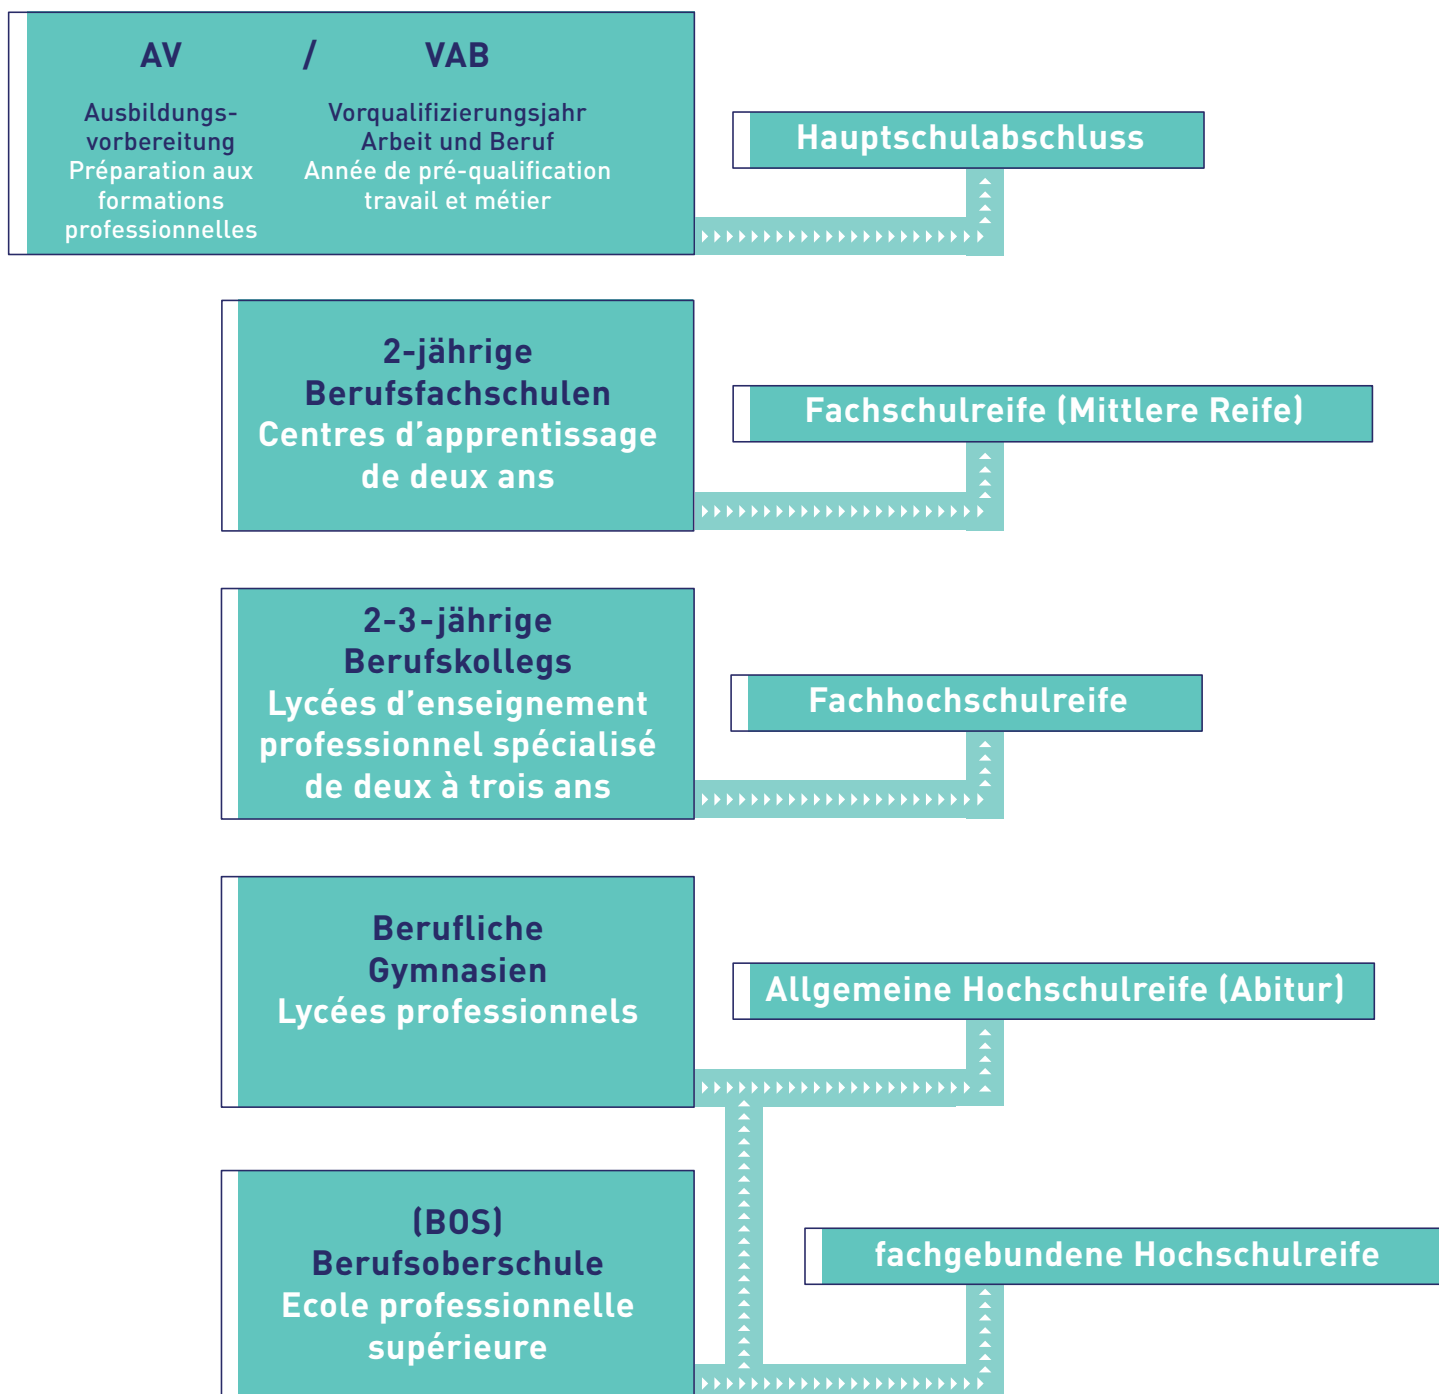 AV / VAB
Ausbildungs-
vorbereitung
Préparation aux
formations
professionnelles
Vorqualifizierungsjahr
Arbeit und Beruf
Année de pré-qualification
travail et métier
Hauptschulabschluss
2-jährige
Berufsfachschulen
Centres d’apprentissage
de deux ans
Fachschulreife (Mittlere Reife)
2-3-jährige
Berufskollegs
Lycées d’enseignement
professionnel spécialisé
de deux à trois ans
Fachhochschulreife
Berufliche
Gymnasien
Lycées professionnels
Allgemeine Hochschulreife (Abitur)
(BOS)
Berufsoberschule
Ecole professionnelle
supérieure
fachgebundene Hochschulreife